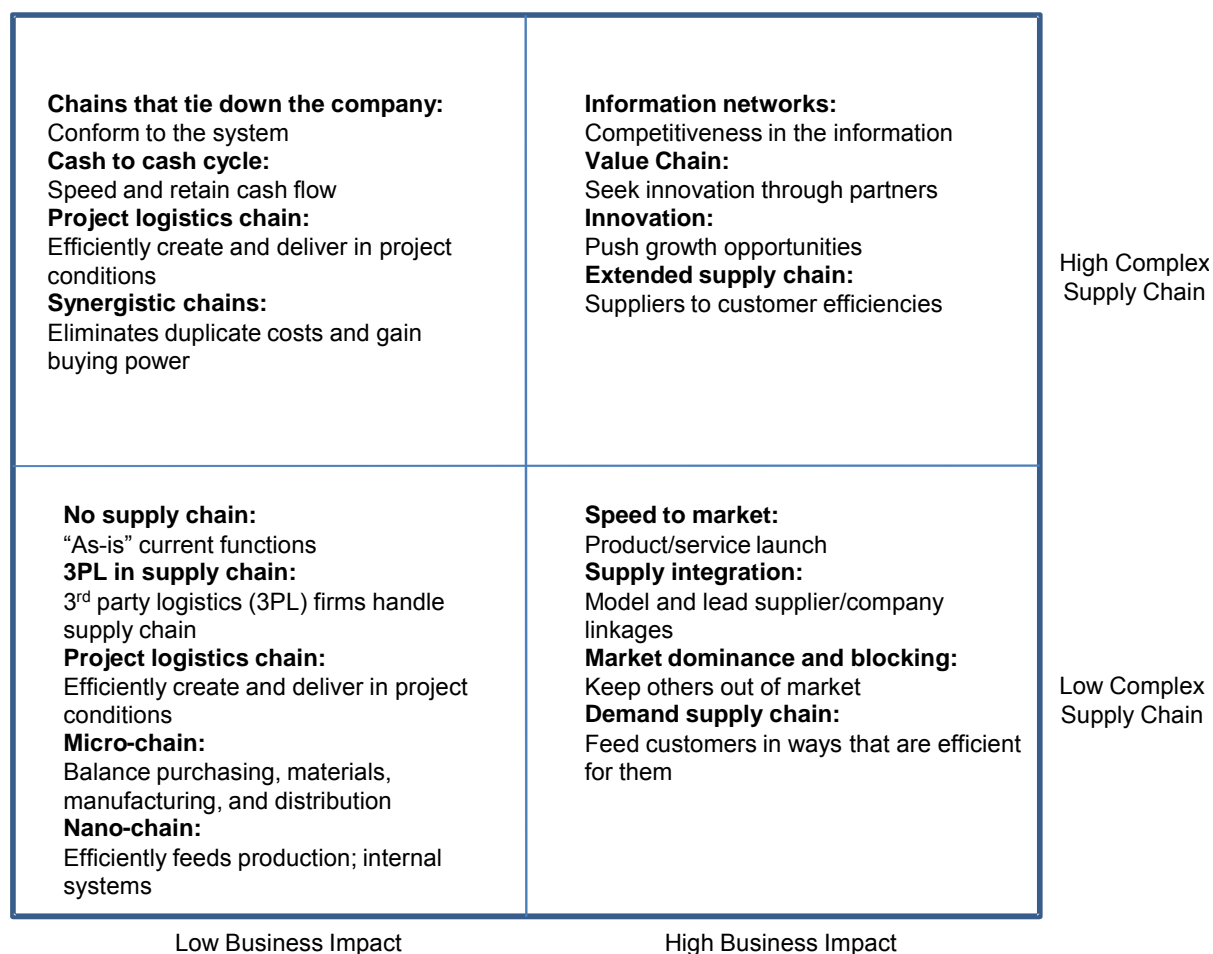 Chains that tie down the company:
Conform to the system
Cash to cash cycle:
Speed and retain cash flow
Project logistics chain:
Efficiently create and deliver in project
conditions
Synergistic chains:
Eliminates duplicate costs and gain
buying power
Information networks:
Competitiveness in the information
Value Chain:
Seek innovation through partners
Innovation:
Push growth opportunities
Extended supply chain:
Suppliers to customer efficiencies
High Complex
Supply Chain
No supply chain:
“As-is” current functions
3PL in supply chain:
3rd party logistics (3PL) firms handle
supply chain
Project logistics chain:
Efficiently create and deliver in project
conditions
Micro-chain:
Balance purchasing, materials,
manufacturing, and distribution
Nano-chain:
Efficiently feeds production; internal
systems
Speed to market:
Product/service launch
Supply integration:
Model and lead supplier/company
linkages
Market dominance and blocking:
Keep others out of market
Demand supply chain:
Feed customers in ways that are efficient
for them
Low Complex
Supply Chain
Low Business Impact
High Business Impact